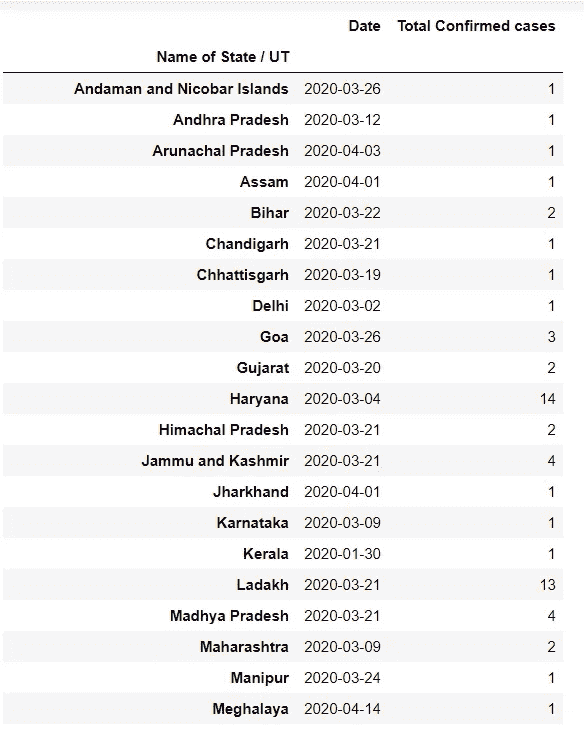 Date Total Confirmed cases
Name of State / UT
Andaman and Nicobar Islands 2020-03-26 1
Andhra Pradesh 2020-03-12 1
Arunachal Pradesh 2020-04-03 1
Assam 2020-04-01 1
Bihar 2020-03-22 2
Chandigarh 2020-03-21 1
Chhattisgarh 2020-03-19 1
Delhi 2020-03-02 1
Goa 2020-03-26 3
Gujarat 2020-03-20 2
Haryana 2020-03-04 14
Himachal Pradesh 2020-03-21 2
Jammu and Kashmir 2020-03-21 4
Jharkhand 2020-04-01 1
Karnataka 2020-03-09 1
Kerala 2020-01-30 1
Ladakh 2020-03-21 13
Madhya Pradesh 2020-03-21 4
Maharashtra 2020-03-09 2
Manipur 2020-03-24 1
Meghalaya 2020-04-14 1